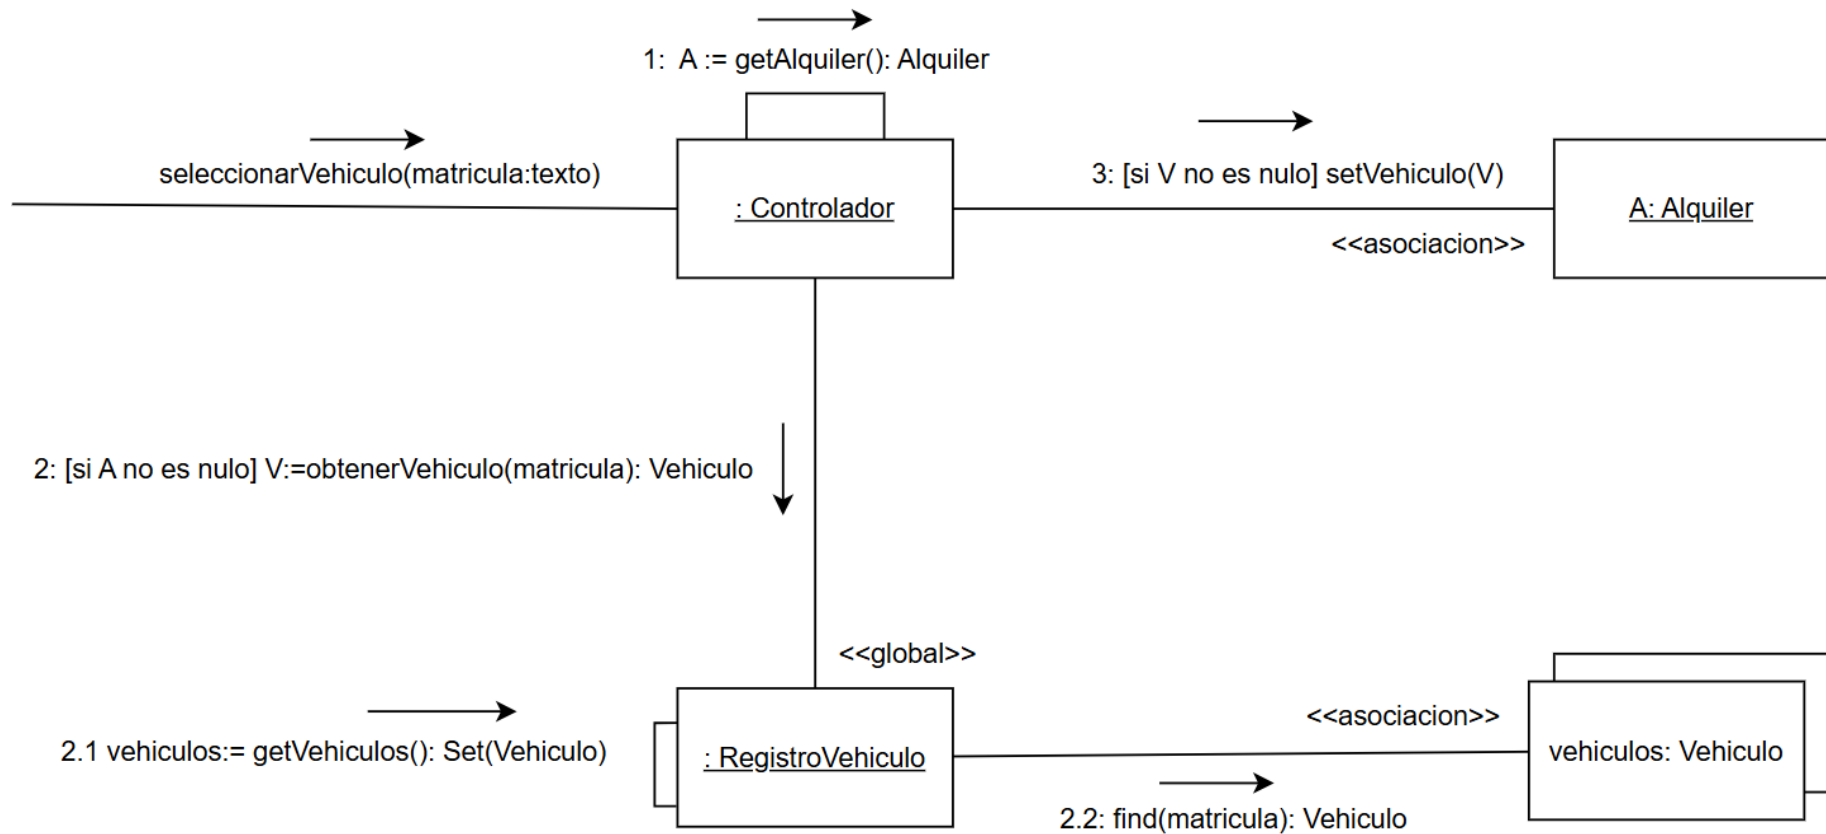 1:  A := getAlquiler(): Alquiler
seleccionarVehiculo(matricula:texto)
: Controlador
3: [si V no es nulo] setVehiculo(V)
A: Alquiler
<<asociacion>>
2: [si A no es nulo] V:=obtenerVehiculo(matricula): Vehiculo
<<global>>
<<asociacion>>
2.1 vehiculos:= getVehiculos(): Set(Vehiculo)
: RegistroVehiculo
vehiculos: Vehiculo
2.2: find(matricula): Vehiculo